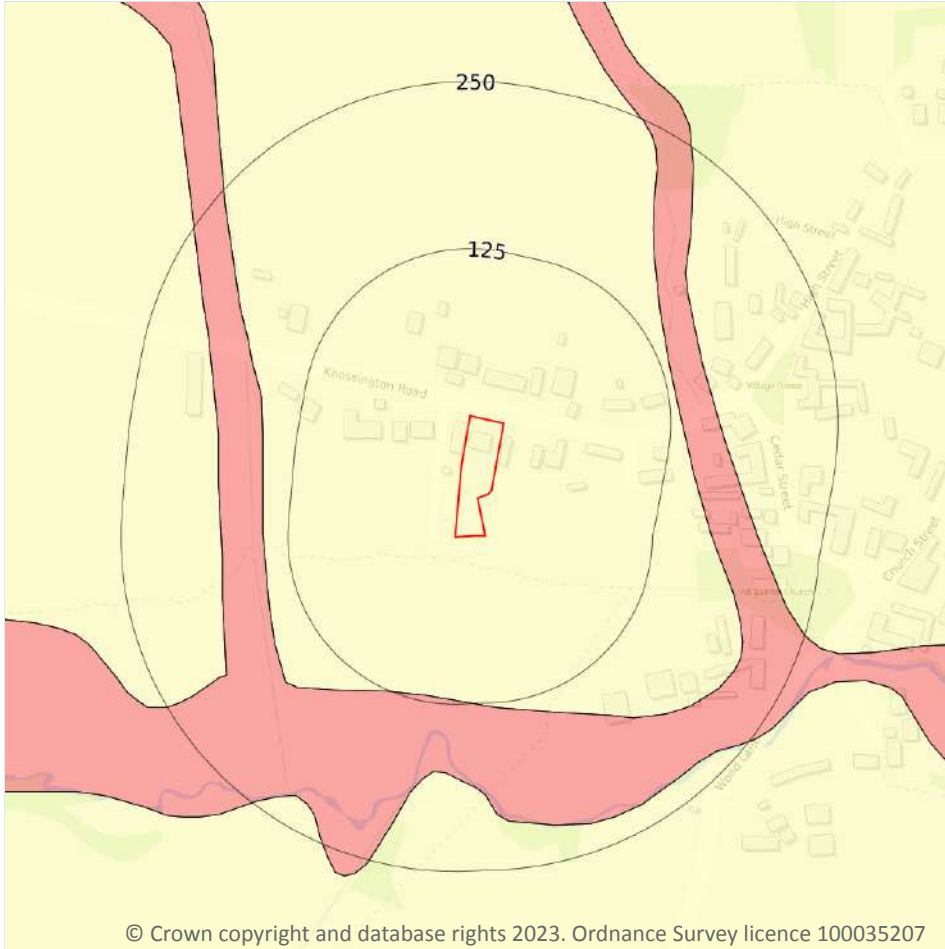 250
High Street
125
High Street
Knossington Road
Village Green
Cedar Street
Church Street
All Saints Church
Wood Lane
© Crown copyright and database rights 2023. Ordnance Survey licence 100035207